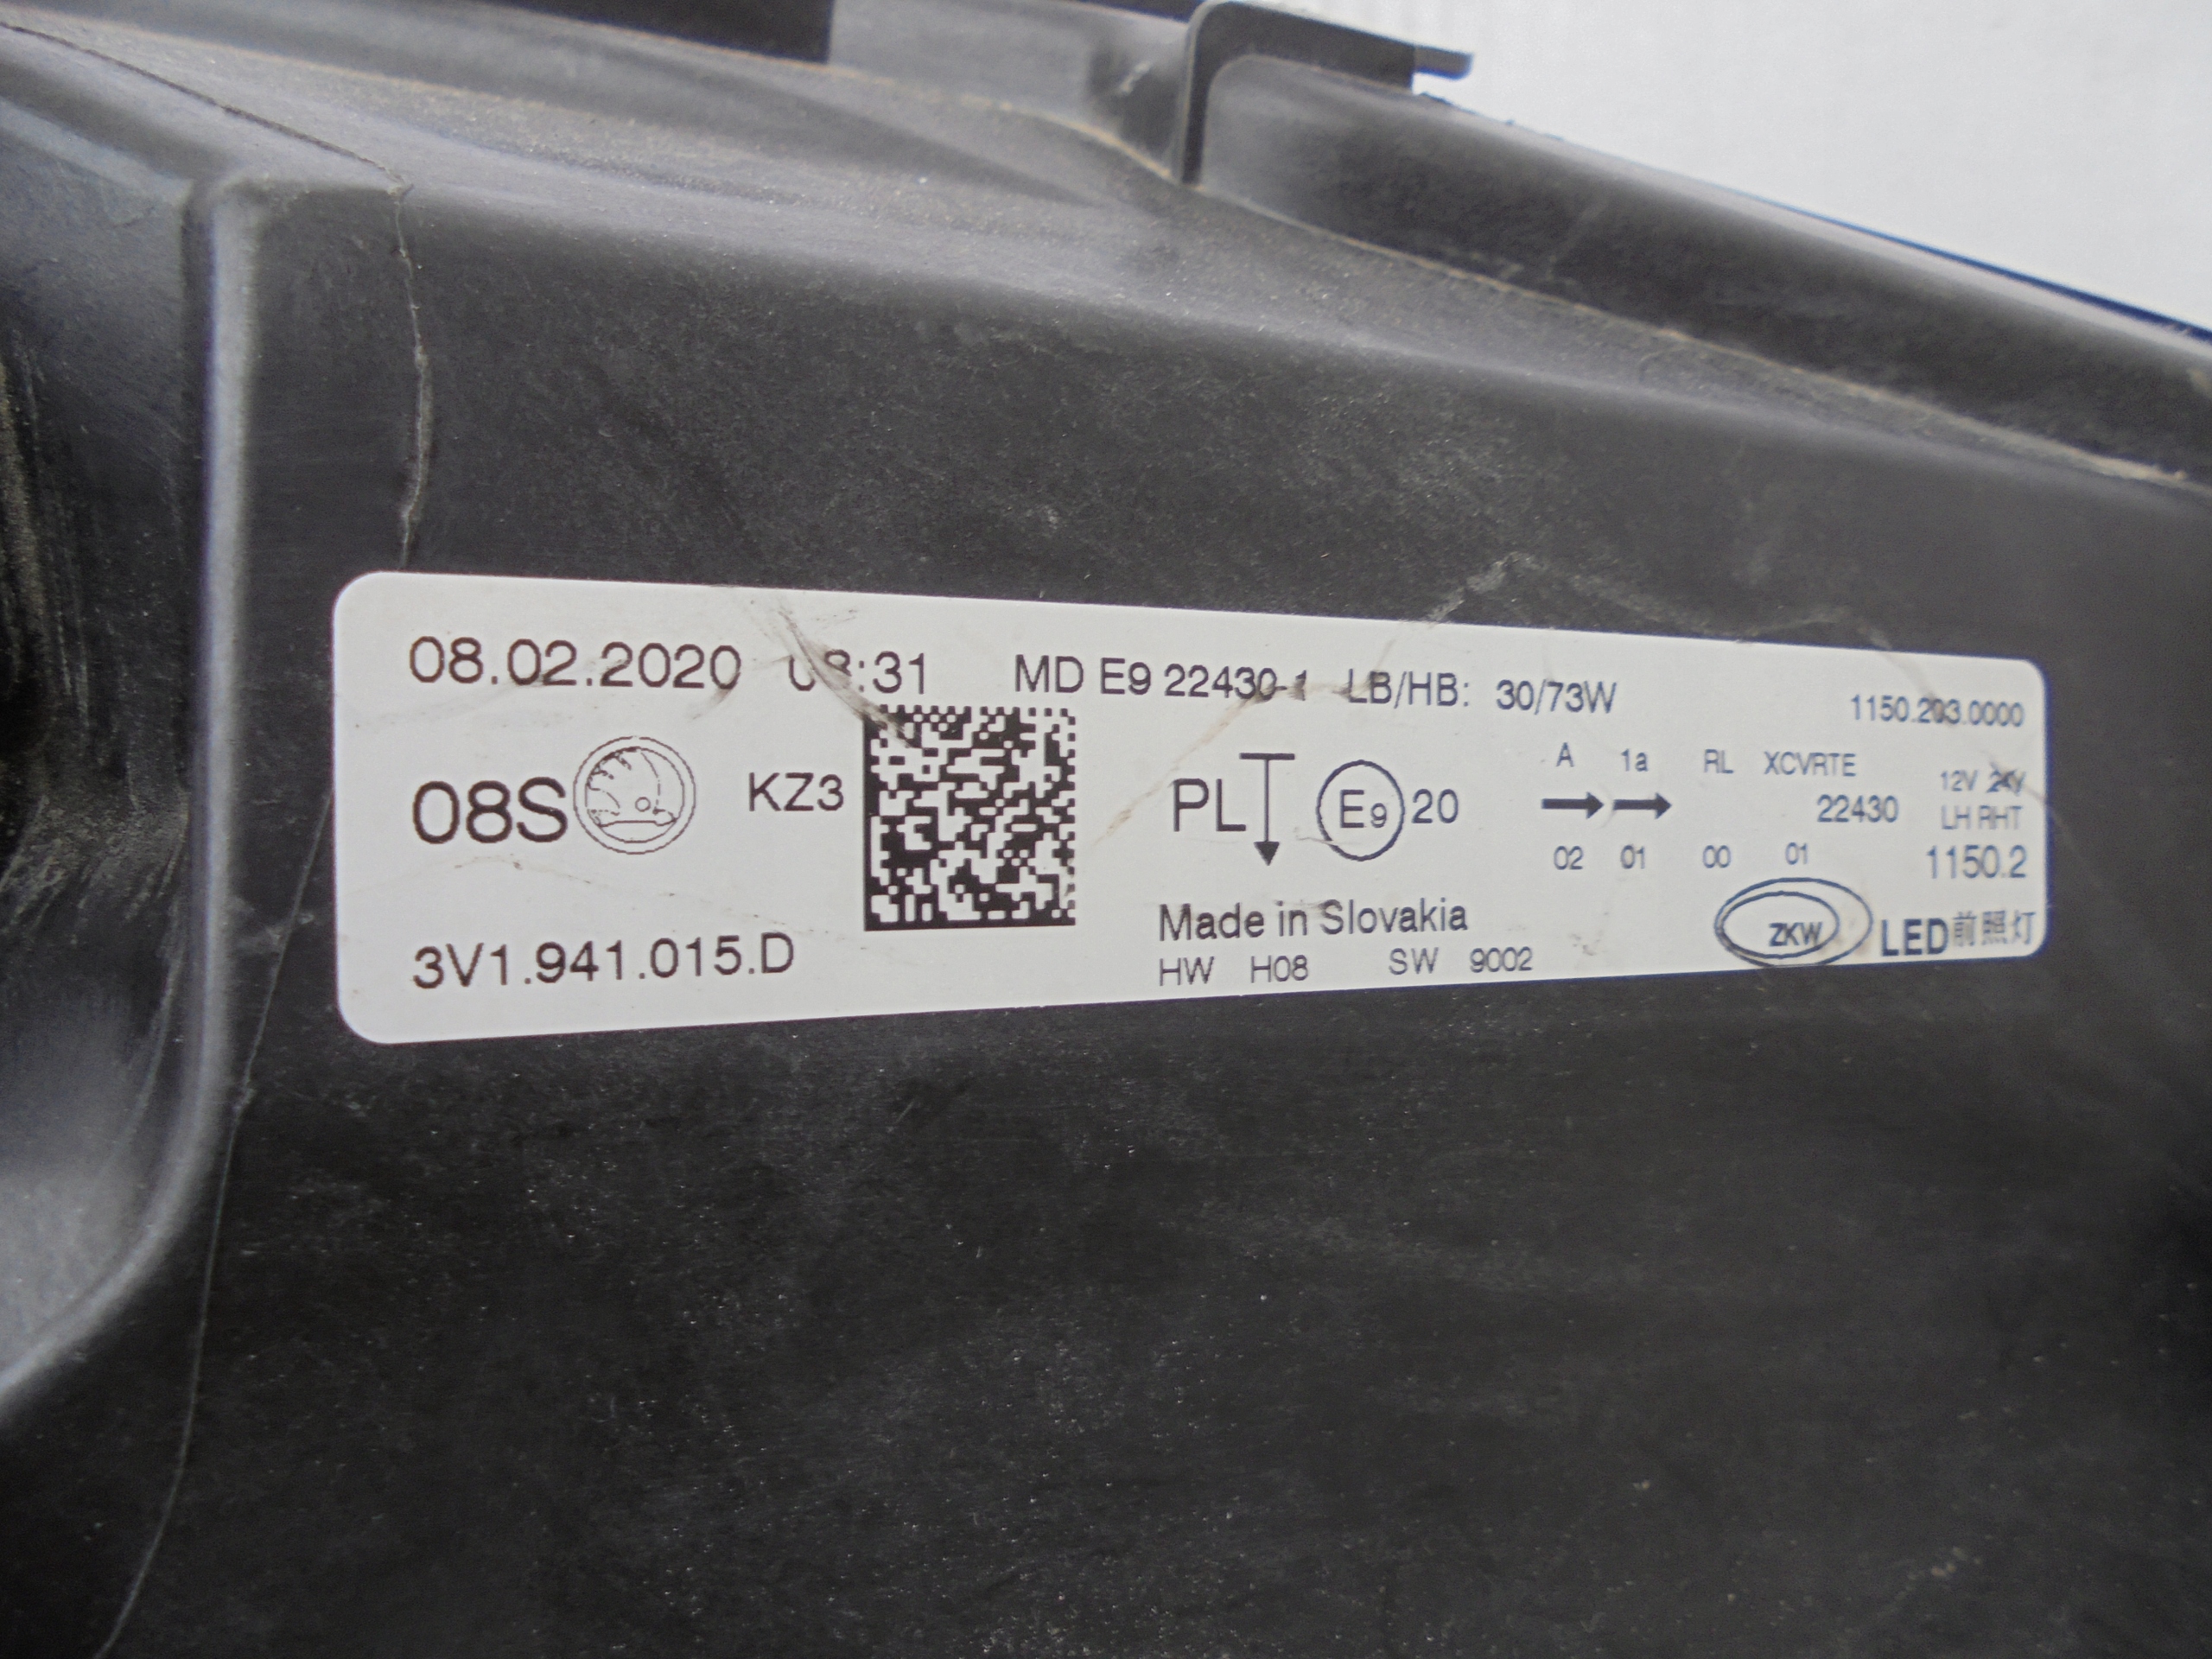 08.02.2020 :31 MD E9 22430-1 LB/HB: 30/73W 1150.203.0000
08S KZ3 PL E9 20
A 1a RL XCVRTE 12V 24V
22430 LH RHT
02 01 00 01 1150.2
3V1.941.015.D
Made in Slovakia
HW H08 SW 9002
ZKW LED前照灯